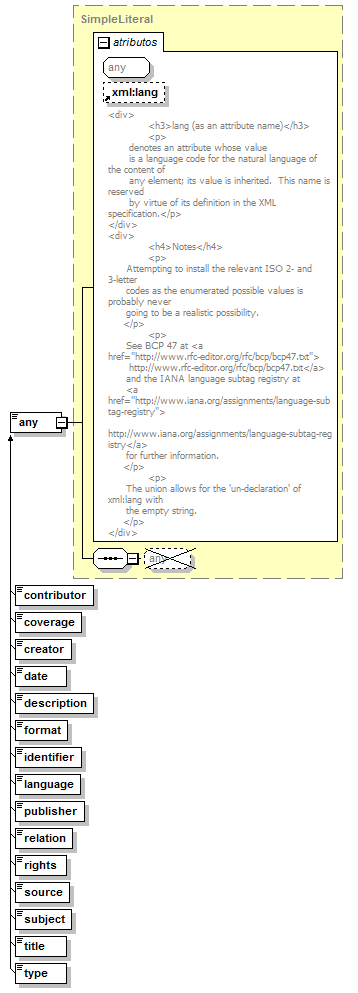 SimpleLiteral
atributos
any
xml:lang
<div>
<h3>lang (as an attribute name)</h3>
<p>
denotes an attribute whose value
is a language code for the natural language of
the content of
any element; its value is inherited.  This name is
reserved
by virtue of its definition in the XML
specification.</p>
</div>
<div>
<h4>Notes</h4>
<p>
Attempting to install the relevant ISO 2- and
3-letter
codes as the enumerated possible values is
probably never
going to be a realistic possibility.
</p>
<p>
See BCP 47 at <a
href="http://www.rfc-editor.org/rfc/bcp/bcp47.txt">
http://www.rfc-editor.org/rfc/bcp/bcp47.txt</a>
and the IANA language subtag registry at
<a
href="http://www.iana.org/assignments/language-sub
tag-registry">
http://www.iana.org/assignments/language-subtag-reg
istry</a>
for further information.
</p>
<p>
The union allows for the 'un-declaration' of
xml:lang with
the empty string.
</p>
</div>
any
any
contributor
coverage
creator
date
description
format
identifier
language
publisher
relation
rights
source
subject
title
type